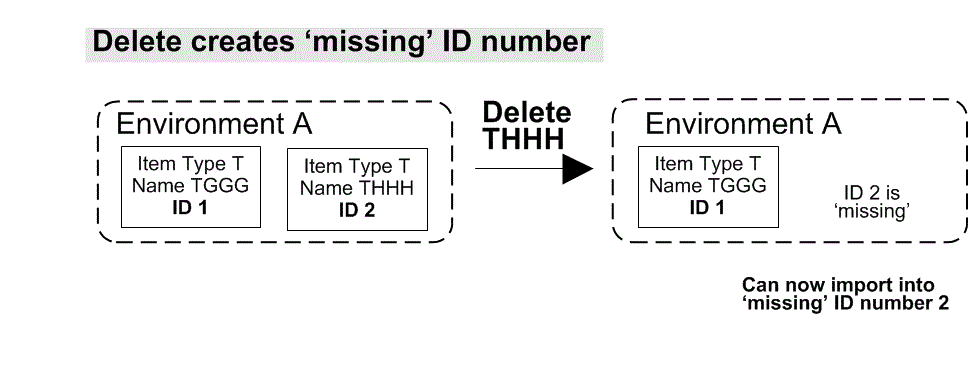 Delete creates ‘missing’ ID number
Environment A
Item Type T
Name TGGG
ID 1
Item Type T
Name THHH
ID 2
Delete
THHH
Environment A
Item Type T
Name TGGG
ID 1
ID 2 is
‘missing’
Can now import into
‘missing’ ID number 2